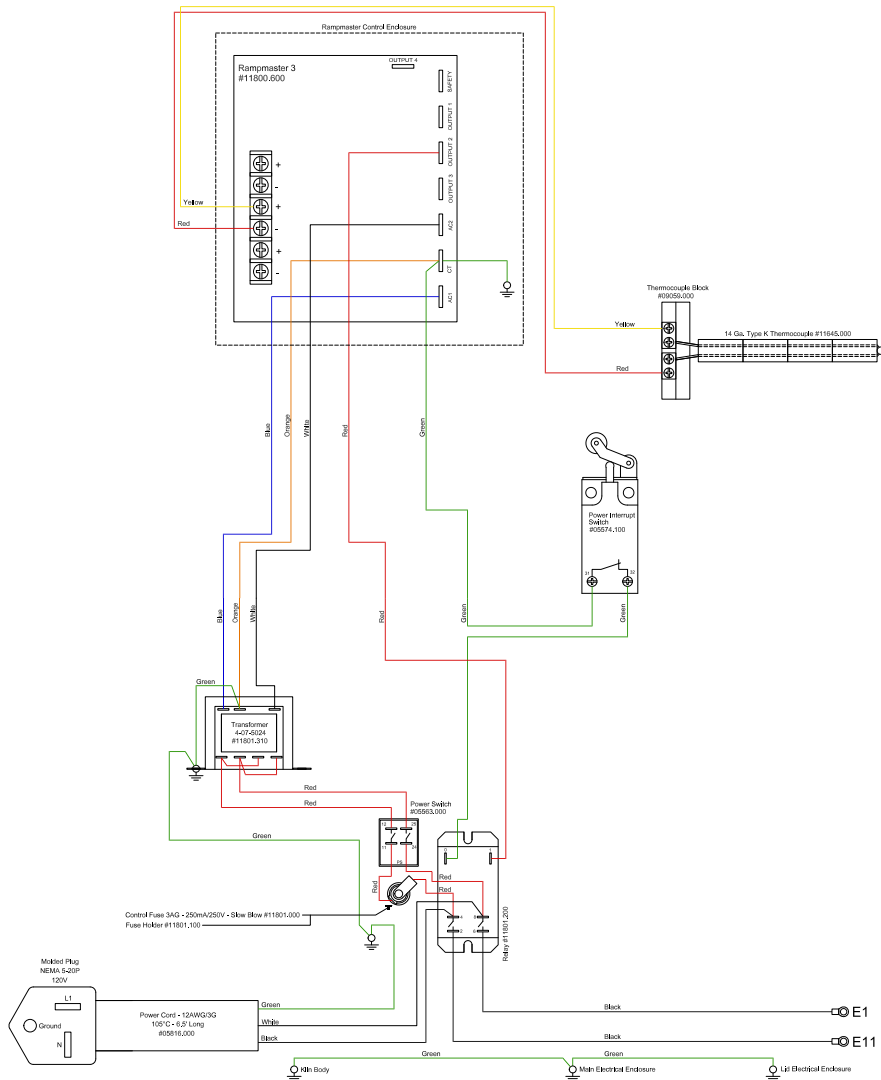 Rampmaster Control Enclosure
Rampmaster 3
#11800.600
OUTPUT 4
SAFETY
OUTPUT 1
OUTPUT 2
OUTPUT 3
AC2
CT
AC1
+
-
+
-
+
-
Yellow
Red
Thermocouple Block
#09059.000
Yellow
Red
14 Ga. Type K Thermocouple #11645.000
Blue
Orange
White
Red
Green
Power Interrupt
Switch
#05574.100
31
32
Blue
Orange
White
Red
Green
Green
Green
Transformer
4-07-5024
#11801.310
Red
Red
Power Switch
#05563.000
Green
Red
Red
Red
Relay #11801.200
Control Fuse 3AG - 250mA/250V - Slow Blow #11801.000
Fuse Holder #11801.100
Molded Plug
NEMA 5-20P
120V
L1
Ground
N
Power Cord - 12AWG/3G
105°C - 6.5' Long
#05816.000
Green
White
Black
Black
E1
Black
E11
Green
Green
Kiln Body
Main Electrical Enclosure
Lid Electrical Enclosure